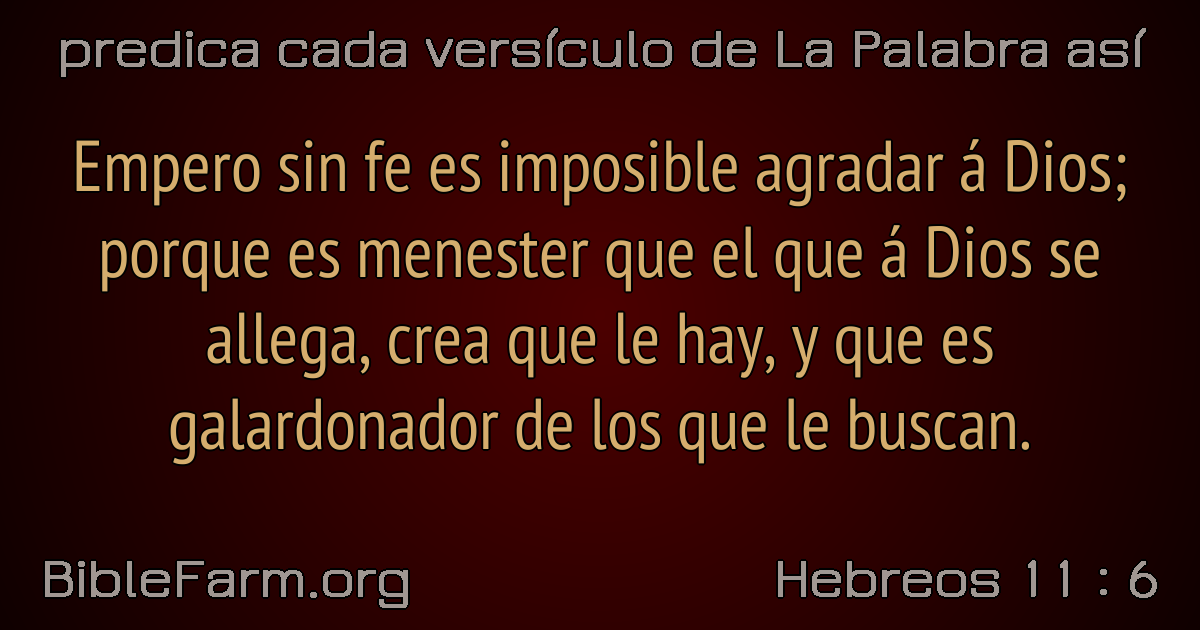 predica cada versículo de La Palabra así
Empero sin fe es imposible agradar á Dios;
porque es menester que el que á Dios se
allega, crea que le hay, y que es
galardonador de los que le buscan.
BibleFarm.org
Hebreos 11 : 6